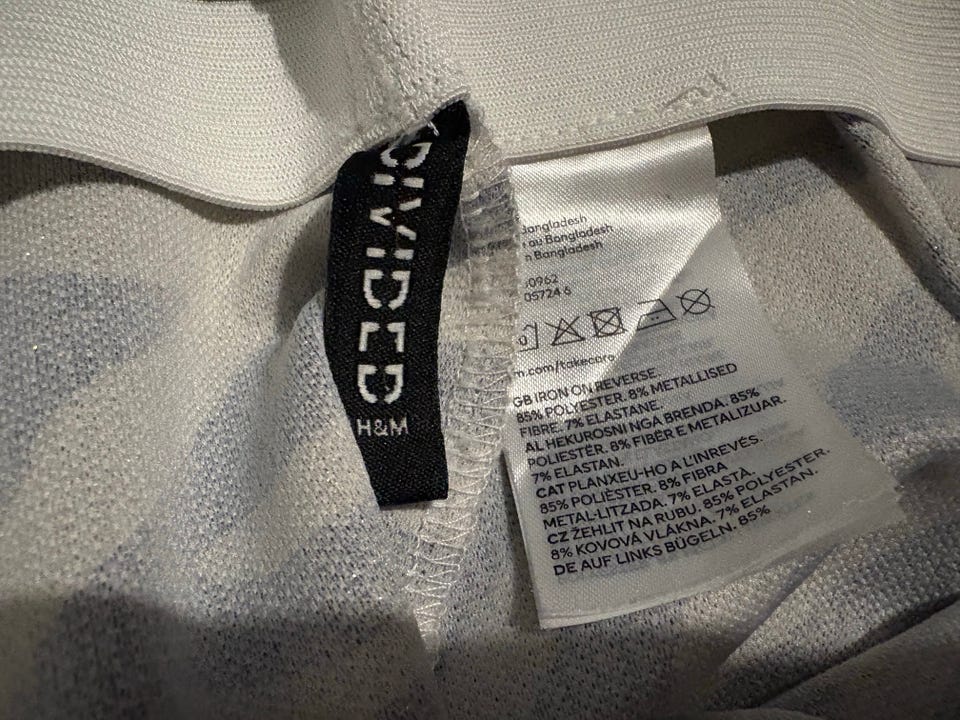 DIVIDED
H&M
Bangladesh
au Bangladesh
n Bangladesh
0962
05724 6
m.com/takecare
GB IRON ON REVERSE.
85% POLYESTER. 8% METALLISED
FIBRE. 7% ELASTANE.
AL HEKUROSNI NGA BRENDA. 85%
POLIESTËR. 8% FIBËR E METALIZUAR.
7% ELASTAN.
CAT PLANXEU-HO A L'INREVÉS.
85% POLIÈSTER. 8% FIBRA
METAL·LITZADA. 7% ELASTÀ.
CZ ŽEHLIT NA RUBU. 85% POLYESTER.
8% KOVOVÁ VLÁKNA. 7% ELASTAN.
DE AUF LINKS BÜGELN. 85%